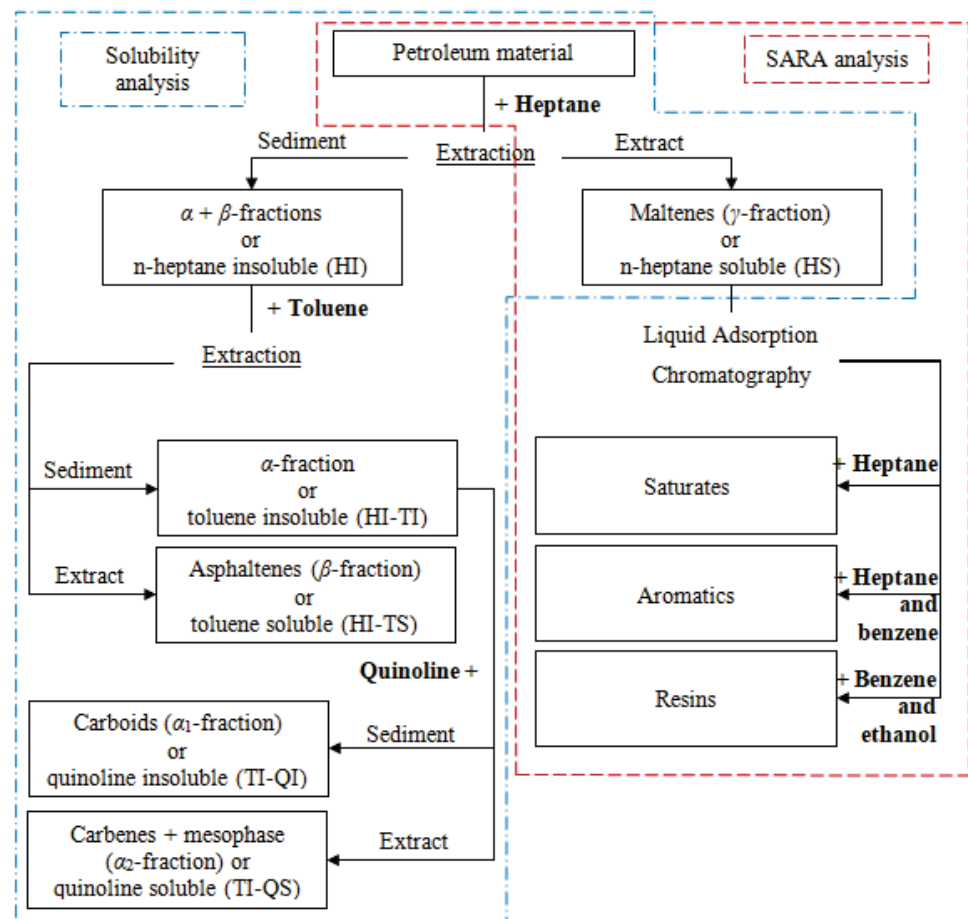 Solubility
analysis
Petroleum material
SARA analysis
+ Heptane
Sediment
Extraction
Extract
α + β-fractions
or
n-heptane insoluble (HI)
Maltenes (γ-fraction)
or
n-heptane soluble (HS)
+ Toluene
Extraction
Liquid Adsorption
Chromatography
Sediment
α-fraction
or
toluene insoluble (HI-TI)
Extract
Asphaltenes (β-fraction)
or
toluene soluble (HI-TS)
Saturates
+ Heptane
Aromatics
+ Heptane
and
benzene
Resins
+ Benzene
and
ethanol
Quinoline +
Carboids (α₁-fraction)
or
quinoline insoluble (TI-QI)
Sediment
Carbenes + mesophase
(α₂-fraction) or
quinoline soluble (TI-QS)
Extract